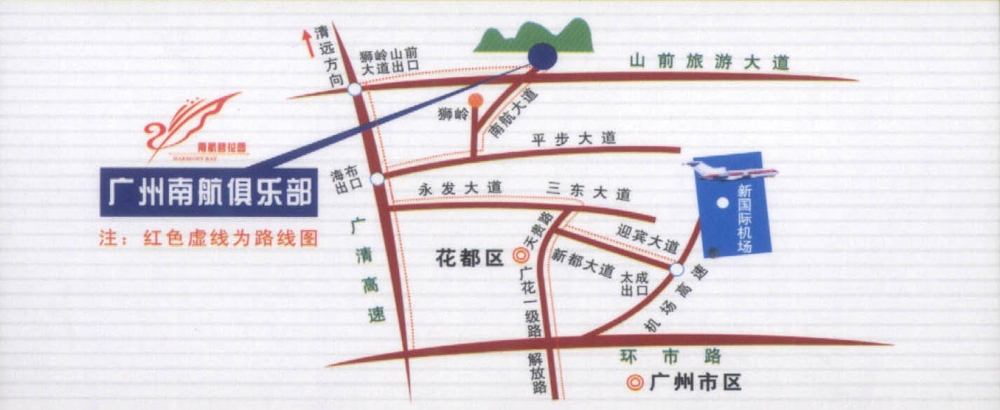 清远方向
狮岭山前
大道出口
山前旅游大道
狮岭
南航大道
南航碧花园
HARMONY BAY
平步大道
海布
出口
广州南航俱乐部
永发大道
三东大道
新国际机场
注：红色虚线为路线图
广清高速
天贵路
迎宾大道
花都区
新都大道
太成
出口
广花一级路
机场高速
环市路
解放路
广州市区